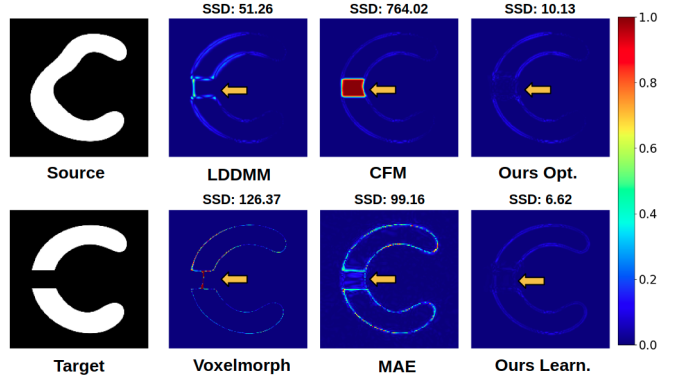 SSD: 51.26 SSD: 764.02 SSD: 10.13
1.0
0.8
0.6
0.4
0.2
0.0
Source LDDMM CFM Ours Opt.
SSD: 126.37 SSD: 99.16 SSD: 6.62
Target Voxelmorph MAE Ours Learn.